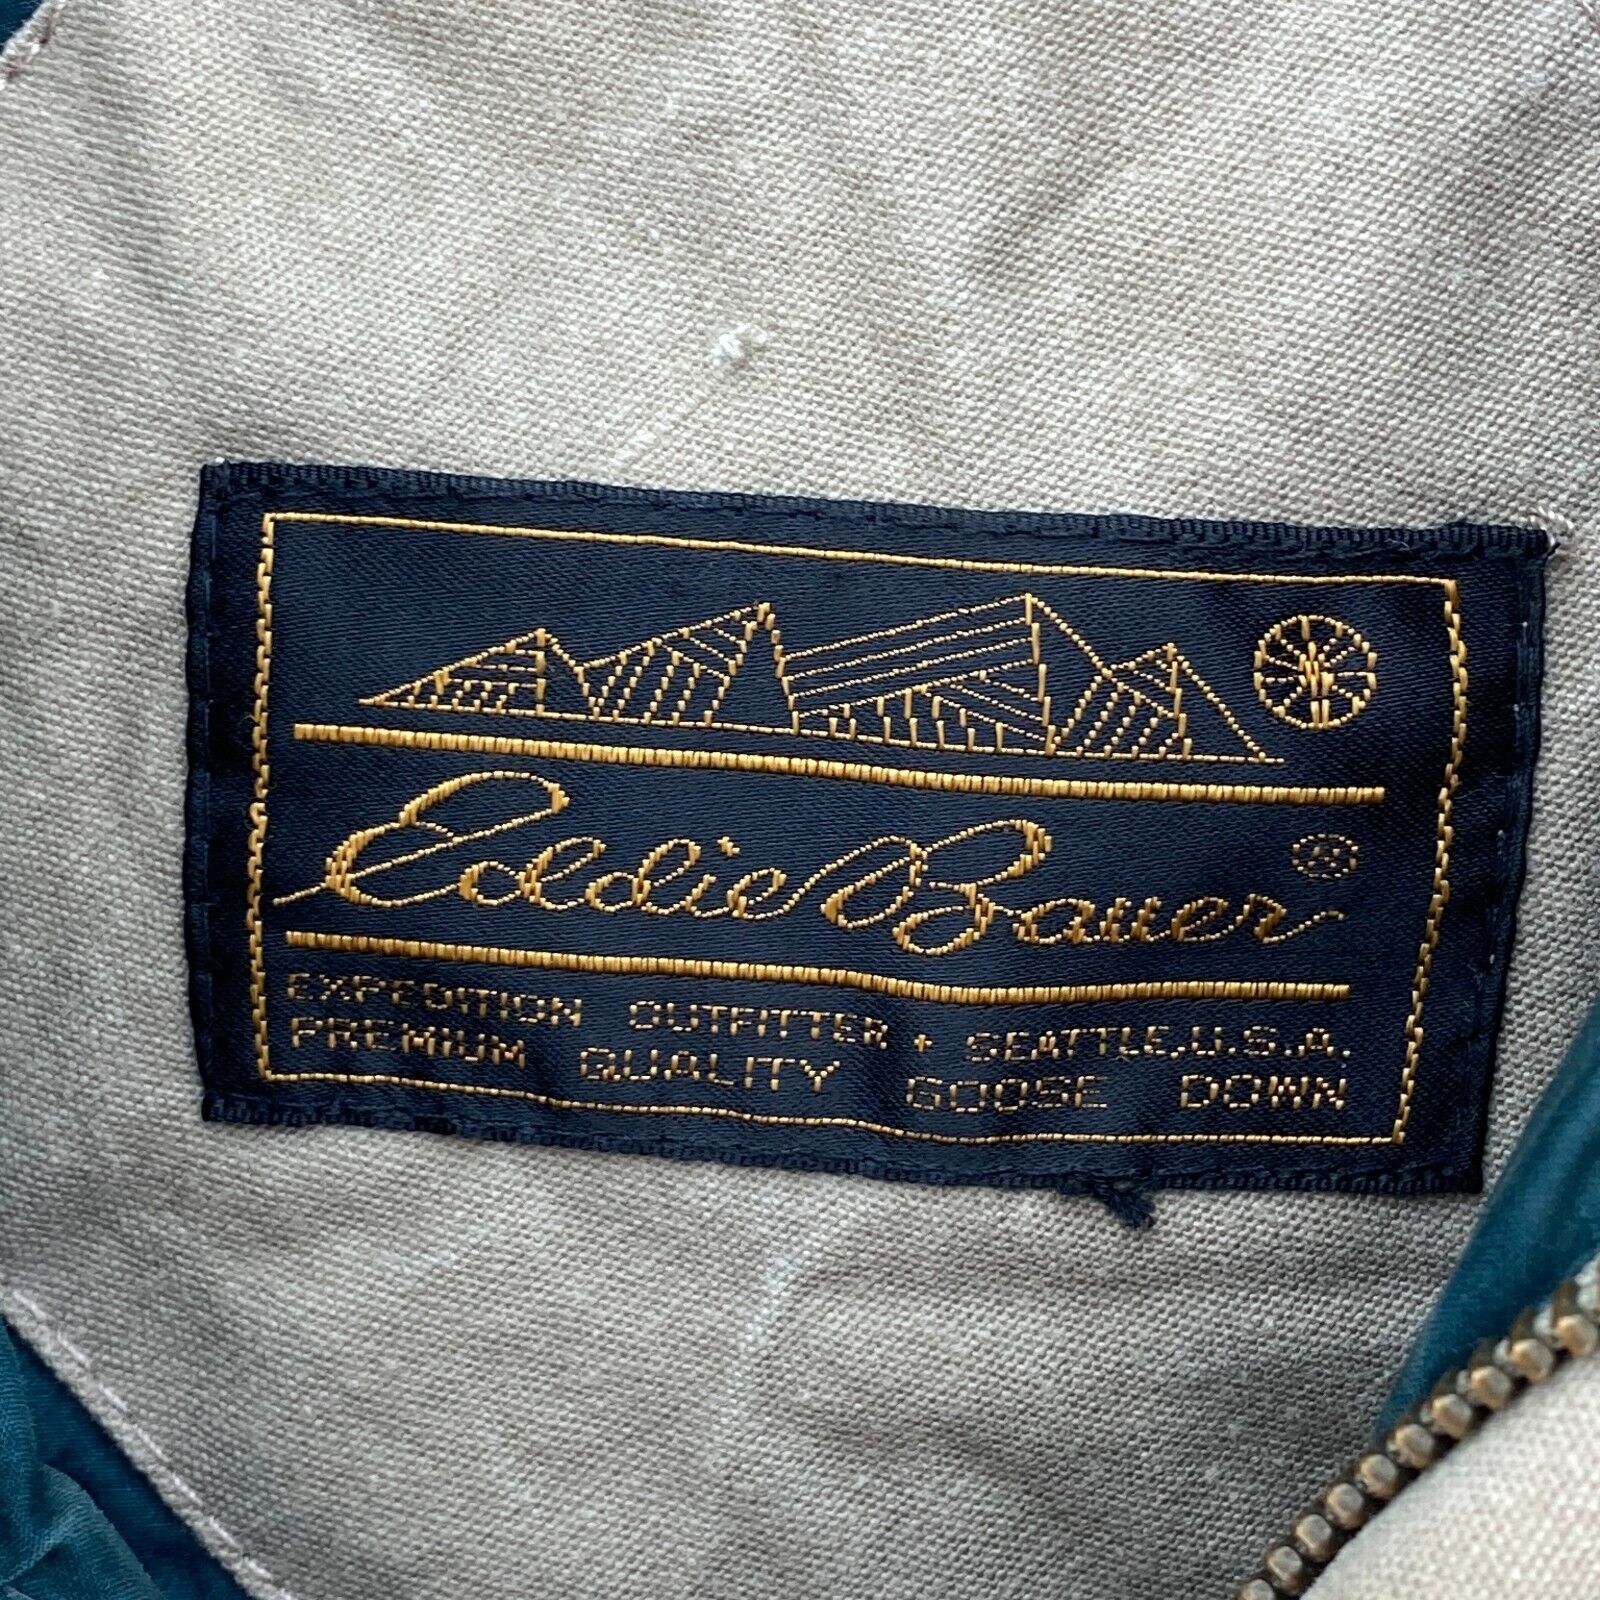 Eddie Bauer ®
EXPEDITION OUTFITTER • SEATTLE, U.S.A.
PREMIUM QUALITY GOOSE DOWN